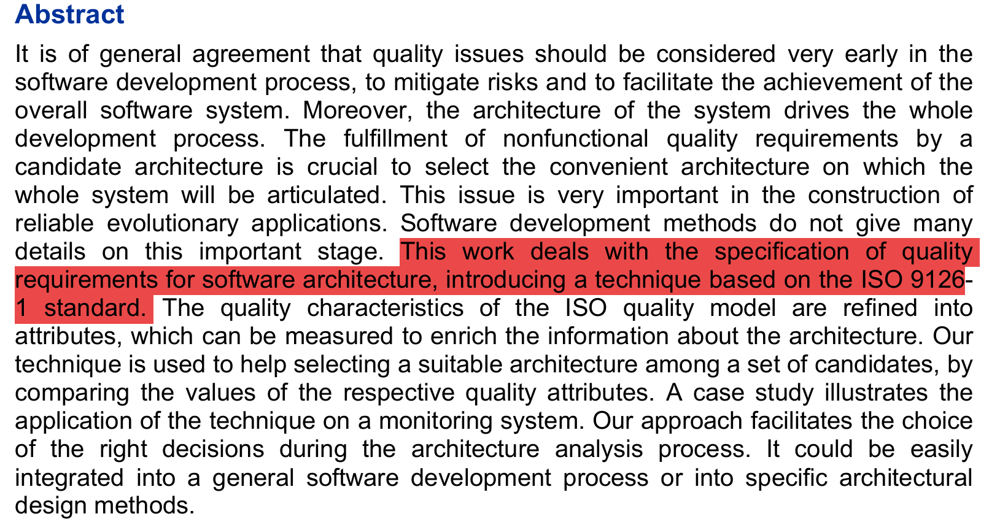 Abstract
It is of general agreement that quality issues should be considered very early in the
software development process, to mitigate risks and to facilitate the achievement of the
overall software system. Moreover, the architecture of the system drives the whole
development process. The fulfillment of nonfunctional quality requirements by a
candidate architecture is crucial to select the convenient architecture on which the
whole system will be articulated. This issue is very important in the construction of
reliable evolutionary applications. Software development methods do not give many
details on this important stage. This work deals with the specification of quality
requirements for software architecture, introducing a technique based on the ISO 9126-
1 standard. The quality characteristics of the ISO quality model are refined into
attributes, which can be measured to enrich the information about the architecture. Our
technique is used to help selecting a suitable architecture among a set of candidates, by
comparing the values of the respective quality attributes. A case study illustrates the
application of the technique on a monitoring system. Our approach facilitates the choice
of the right decisions during the architecture analysis process. It could be easily
integrated into a general software development process or into specific architectural
design methods.